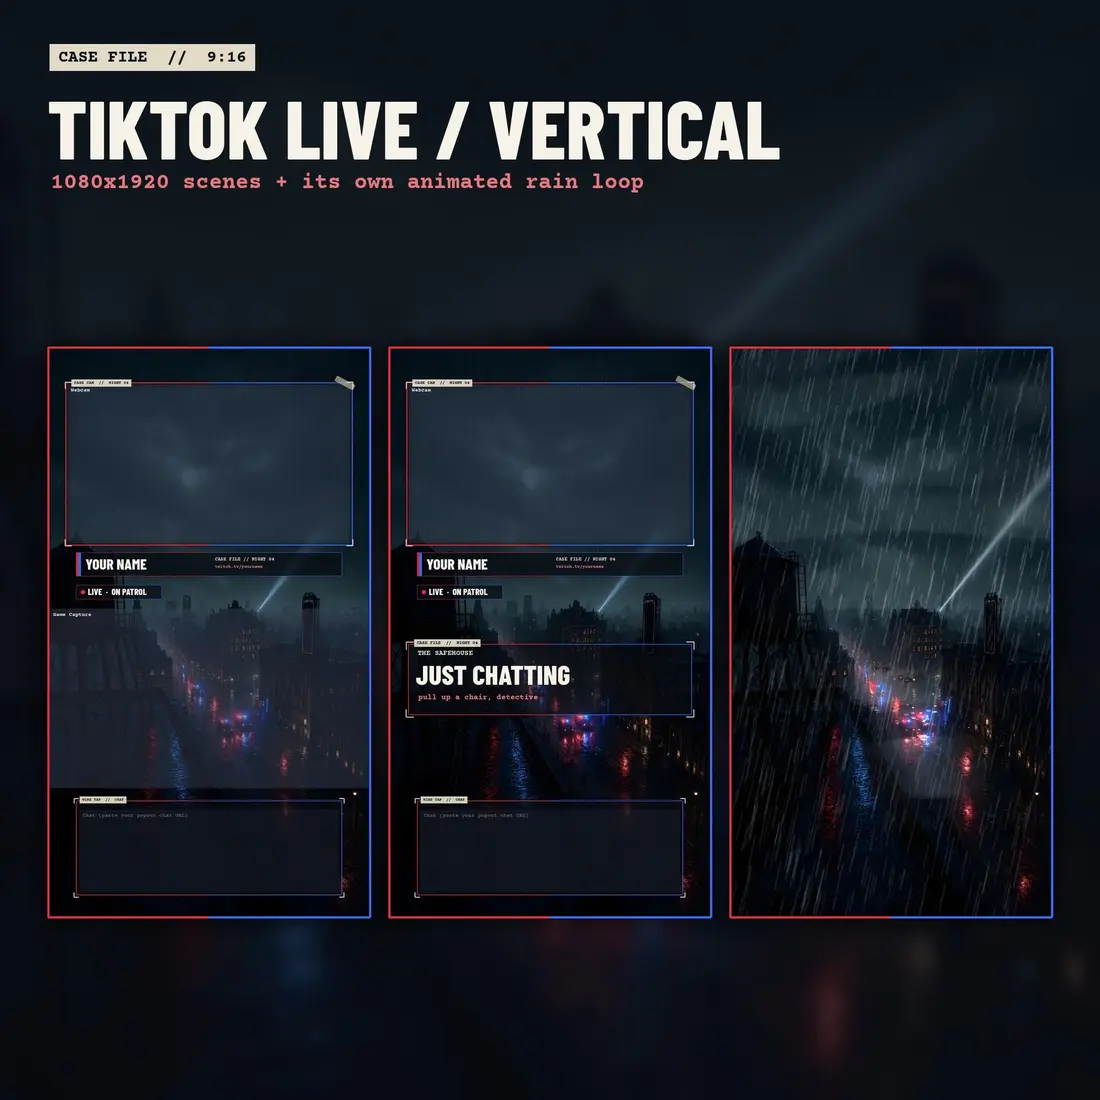 CASE FILE // 9:16
TIKTOK LIVE / VERTICAL
1080x1920 scenes + its own animated rain loop
CASE CAM // NIGHT 04
Webcam
YOUR NAME
CASE FILE // NIGHT 04
twitch.tv/yourname
LIVE · ON PATROL
Game Capture
WIRE TAP // CHAT
Chat (paste your popout chat URL)
CASE CAM // NIGHT 04
Webcam
YOUR NAME
CASE FILE // NIGHT 04
twitch.tv/yourname
LIVE · ON PATROL
CASE FILE // NIGHT 04
THE SAFEHOUSE
JUST CHATTING
pull up a chair, detective
WIRE TAP // CHAT
Chat (paste your popout chat URL)